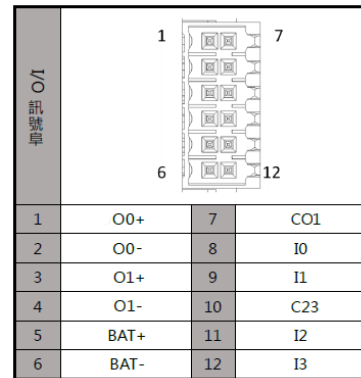 I/O 訊號埠
1 7
6 12
1 O0+ 7 CO1
2 O0- 8 I0
3 O1+ 9 I1
4 O1- 10 C23
5 BAT+ 11 I2
6 BAT- 12 I3